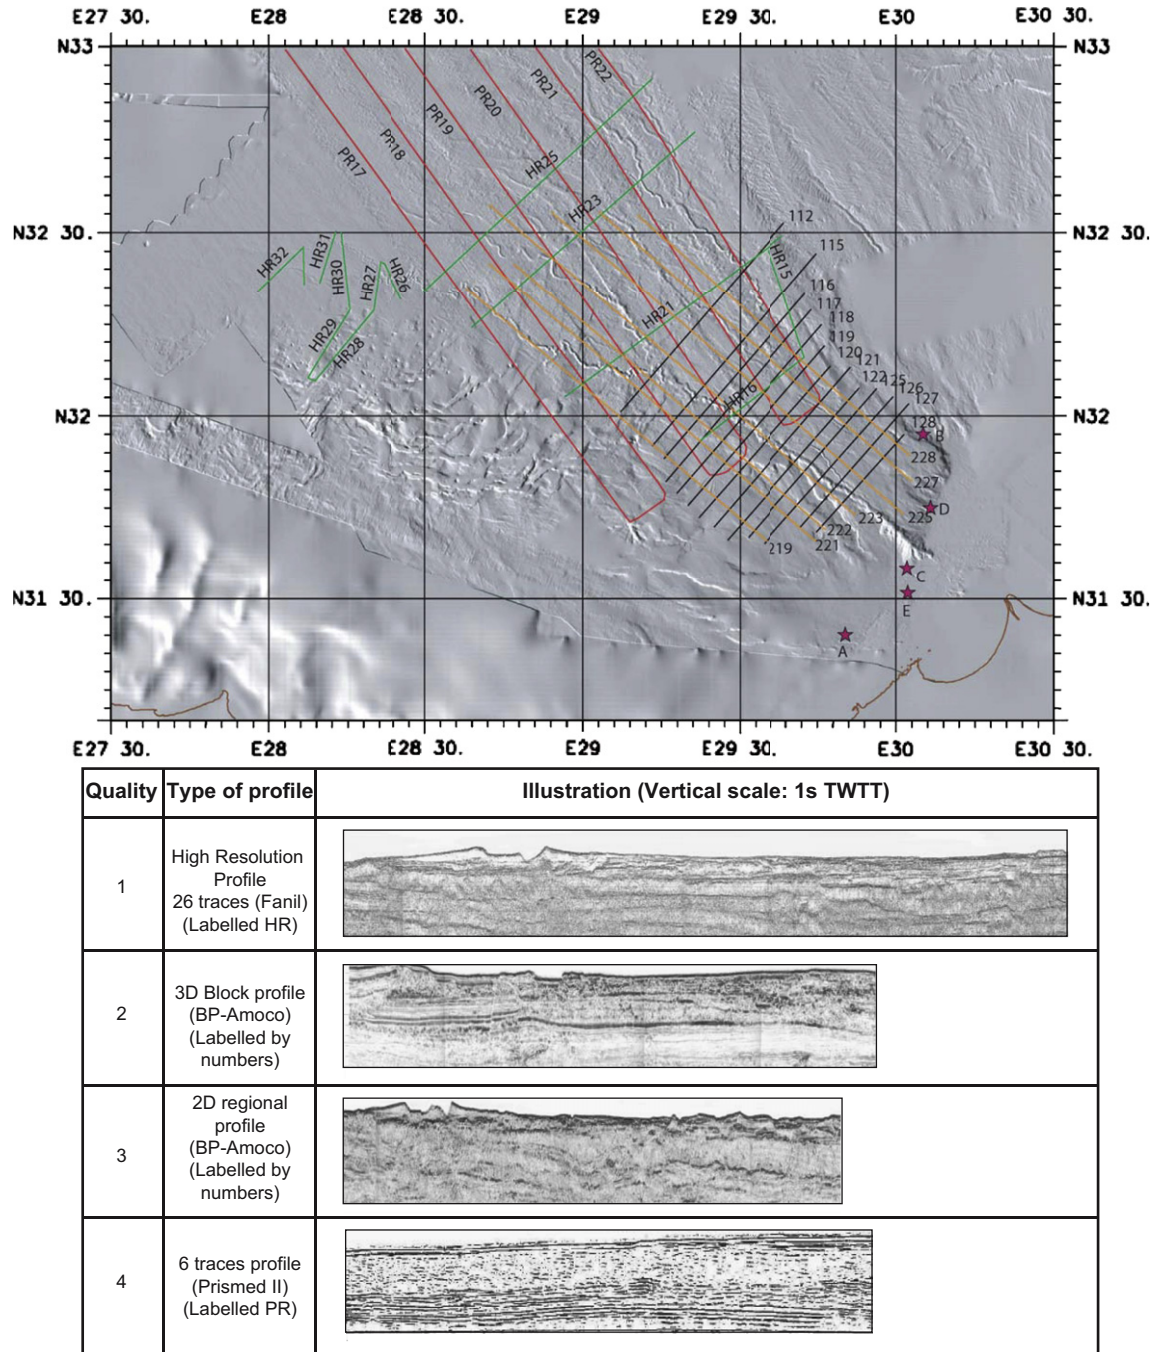 E27 30. E28 E28 30. E29 E29 30. E30 E30 30.
N33 N33
PR22
PR21
PR20
PR19
PR18
PR17
HR25
HR23
N32 30. N32 30.
112
115
HR15
HR32
HR31
HR30
HR27
HR26
116
117
118
HR21
119
HR29
HR28
120
121
122
125
126
127
HR16
N32 N32
128
B
228
227
D
225
223
222
221
219
C
N31 30. N31 30.
E
A
E27 30. E28 E28 30. E29 E29 30. E30 E30 30.
Quality Type of profile Illustration (Vertical scale: 1s TWTT)
1
High Resolution
Profile
26 traces (Fanil)
(Labelled HR)
2
3D Block profile
(BP-Amoco)
(Labelled by
numbers)
3
2D regional
profile
(BP-Amoco)
(Labelled by
numbers)
4
6 traces profile
(Prismed II)
(Labelled PR)